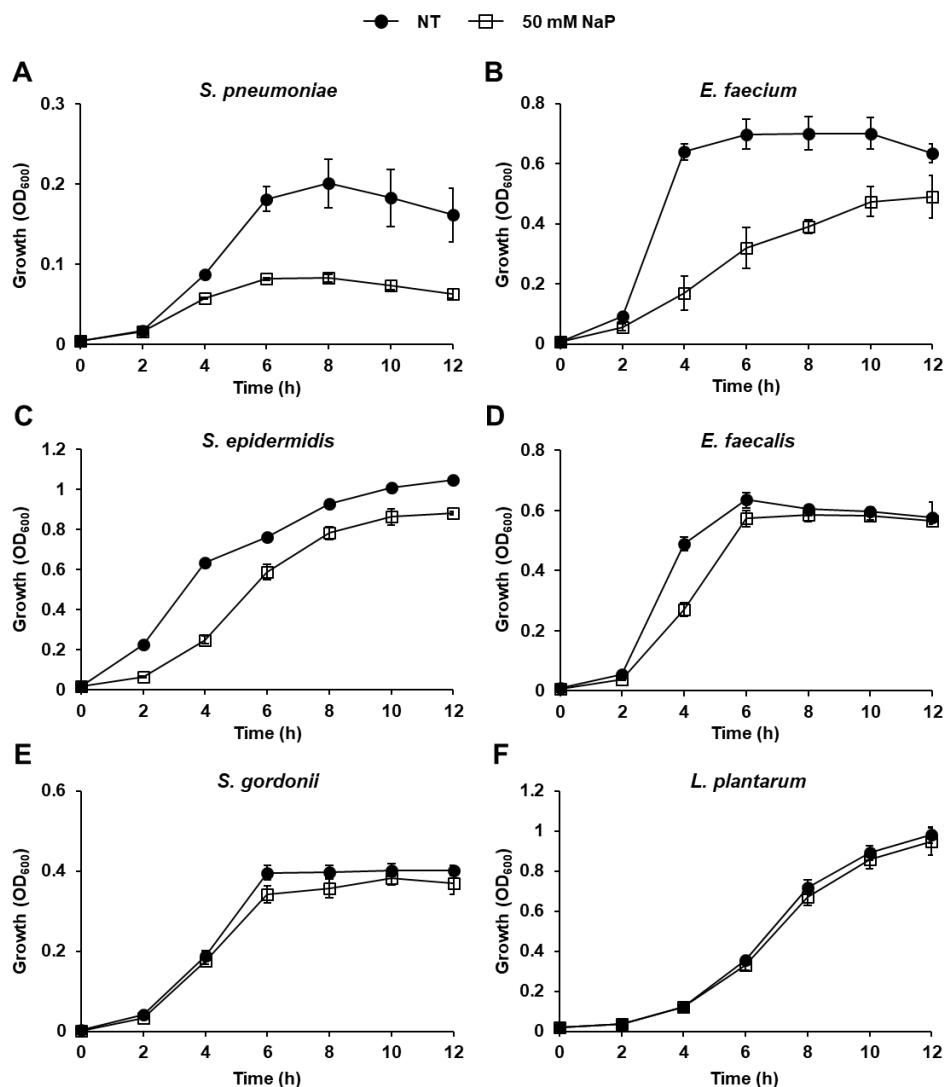 NT 50 mM NaP
A
S. pneumoniae
0.3
0.2
0.1
0
Growth (OD600)
0 2 4 6 8 10 12
Time (h)
B
E. faecium
0.8
0.6
0.4
0.2
0
Growth (OD600)
0 2 4 6 8 10 12
Time (h)
C
S. epidermidis
1.2
1
0.8
0.6
0.4
0.2
0
Growth (OD600)
0 2 4 6 8 10 12
Time (h)
D
E. faecalis
0.8
0.6
0.4
0.2
0
Growth (OD600)
0 2 4 6 8 10 12
Time (h)
E
S. gordonii
0.6
0.4
0.2
0
Growth (OD600)
0 2 4 6 8 10 12
Time (h)
F
L. plantarum
1.2
1
0.8
0.6
0.4
0.2
0
Growth (OD600)
0 2 4 6 8 10 12
Time (h)